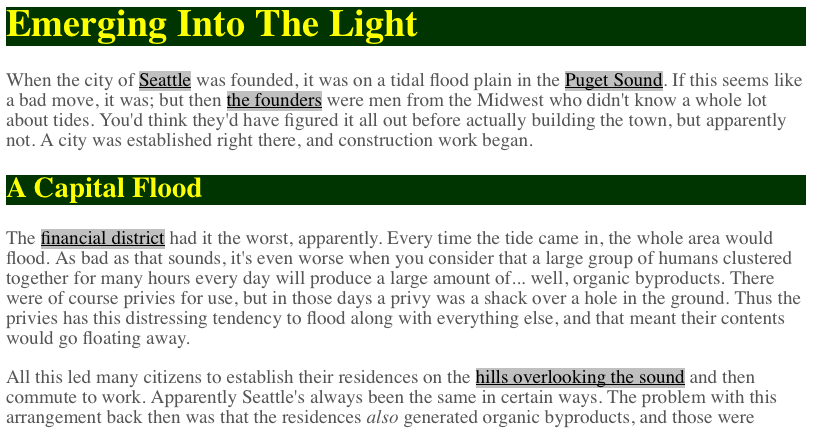 Emerging Into The Light
When the city of Seattle was founded, it was on a tidal flood plain in the Puget Sound. If this seems like
a bad move, it was; but then the founders were men from the Midwest who didn't know a whole lot
about tides. You'd think they'd have figured it all out before actually building the town, but apparently
not. A city was established right there, and construction work began.
A Capital Flood
The financial district had it the worst, apparently. Every time the tide came in, the whole area would
flood. As bad as that sounds, it's even worse when you consider that a large group of humans clustered
together for many hours every day will produce a large amount of... well, organic byproducts. There
were of course privies for use, but in those days a privy was a shack over a hole in the ground. Thus the
privies has this distressing tendency to flood along with everything else, and that meant their contents
would go floating away.
All this led many citizens to establish their residences on the hills overlooking the sound and then
commute to work. Apparently Seattle's always been the same in certain ways. The problem with this
arrangement back then was that the residences also generated organic byproducts, and those were